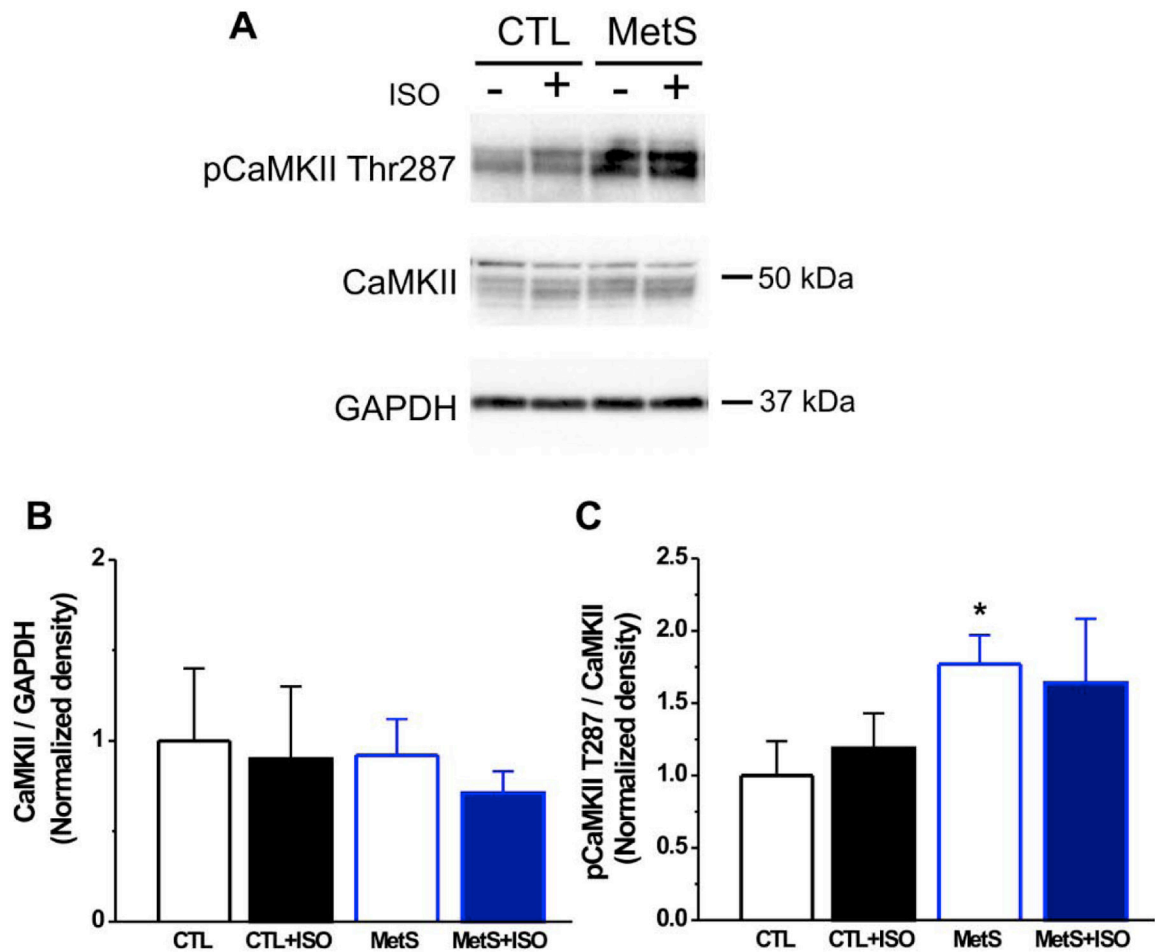 A
CTL MetS
ISO - + - +
pCaMKII Thr287
CaMKII
50 kDa
GAPDH
37 kDa
B
CaMKII / GAPDH
(Normalized density)
2
1
0
CTL CTL+ISO MetS MetS+ISO
C
pCaMKII T287 / CaMKII
(Normalized density)
2.5
2.0
1.5
1.0
0.5
0.0
*
CTL CTL+ISO MetS MetS+ISO